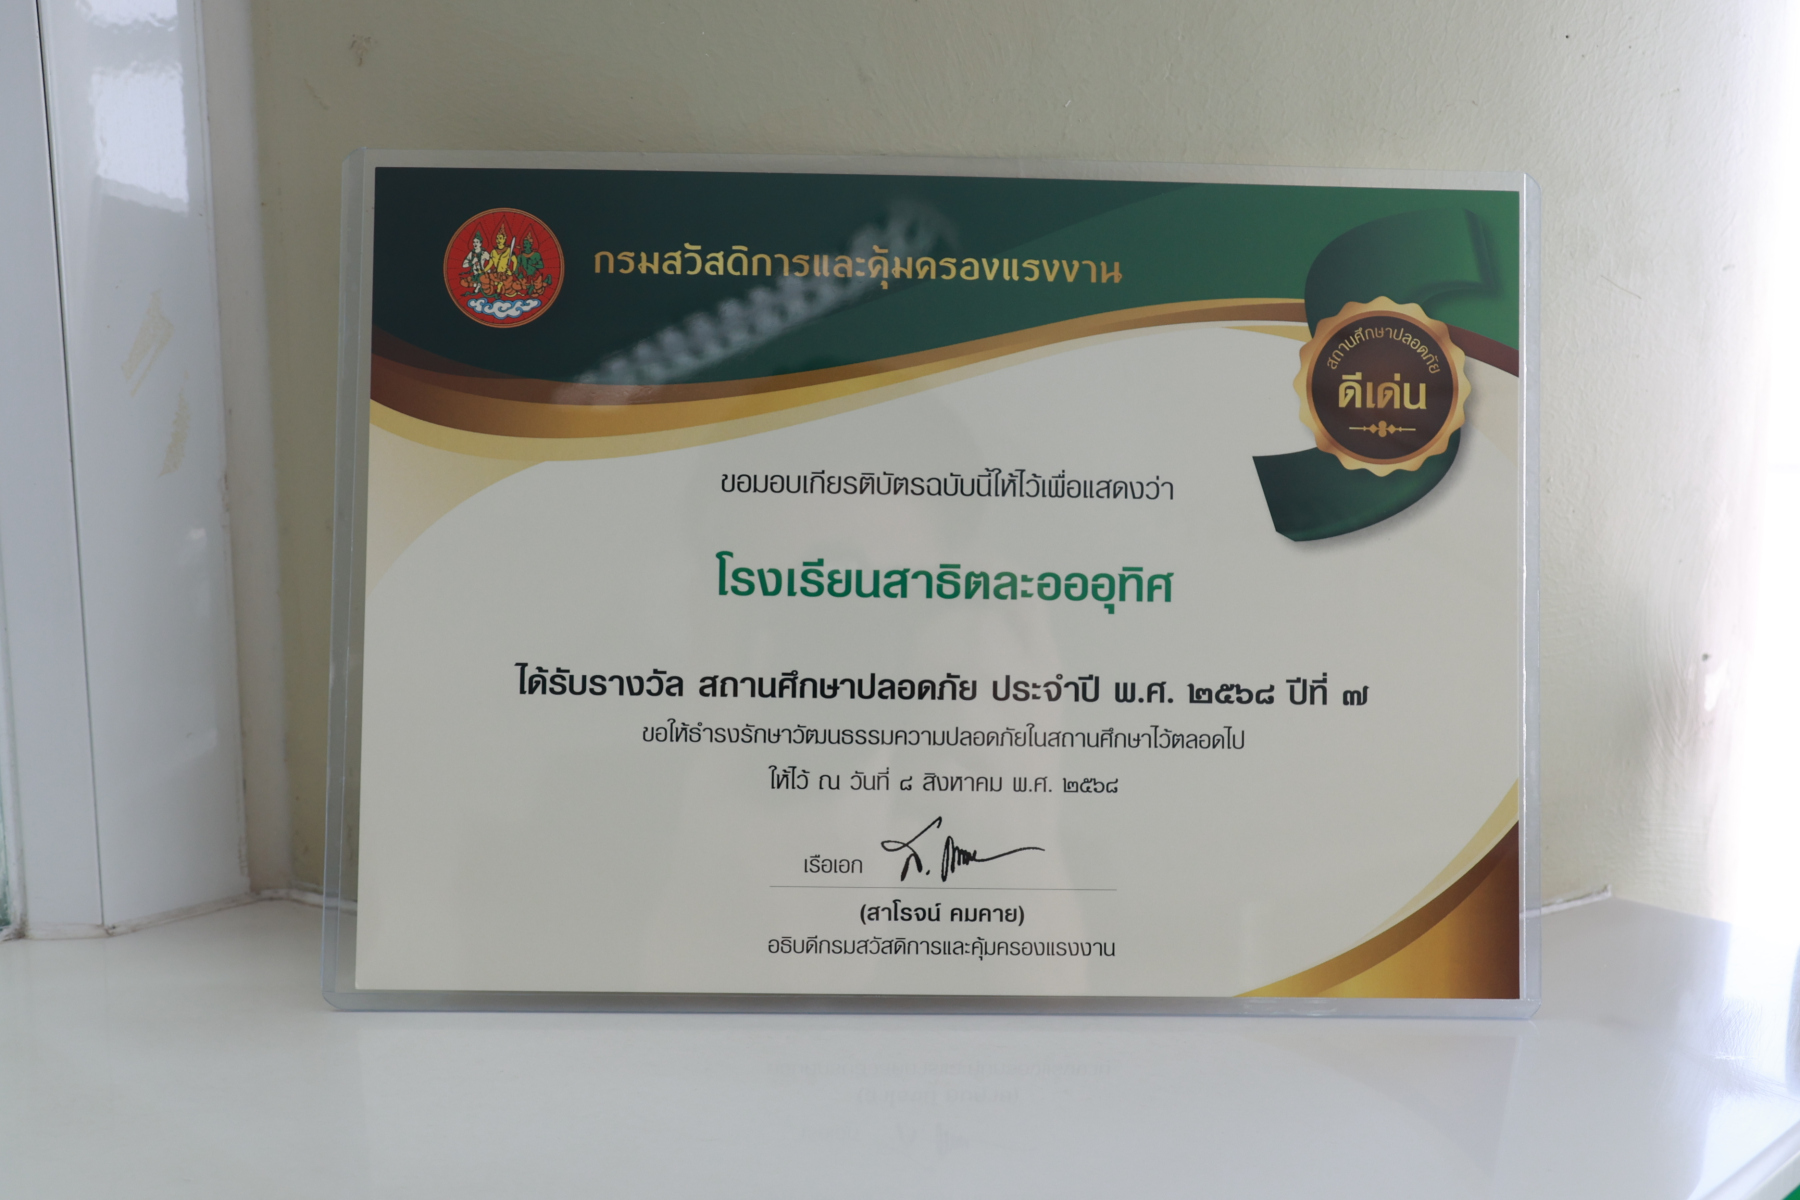 กรมสวัสดิการและคุ้มครองแรงงาน
สถานศึกษาปลอดภัย
ดีเด่น
ขอมอบเกียรติบัตรฉบับนี้ให้ไว้เพื่อแสดงว่า
โรงเรียนสาธิตละอออุทิศ
ได้รับรางวัล สถานศึกษาปลอดภัย ประจำปี พ.ศ. ๒๕๖๘ ปีที่ ๗
ขอให้ธำรงรักษาวัฒนธรรมความปลอดภัยในสถานศึกษาไว้ตลอดไป
ให้ไว้ ณ วันที่ ๘ สิงหาคม พ.ศ. ๒๕๖๘
เรือเอก
(สาโรจน์ คมคาย)
อธิบดีกรมสวัสดิการและคุ้มครองแรงงาน